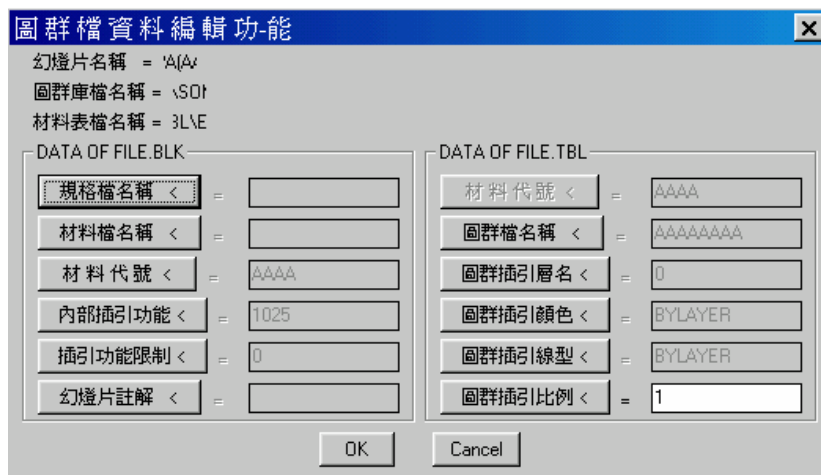 圖群檔資料編輯功-能
幻燈片名稱 = 'A(A/
圖群庫檔名稱 = \SON
材料表檔名稱 = 3L\E
DATA OF FILE.BLK
規格檔名稱 < =
材料檔名稱 < =
材料代號 < = AAAA
內部插引功能 < = 1025
插引功能限制 < = 0
幻燈片註解 < =
DATA OF FILE.TBL
材料代號 < = AAAA
圖群檔名稱 < = AAAAAAAA
圖群插引層名 < = 0
圖群插引顏色 < = BYLAYER
圖群插引線型 < = BYLAYER
圖群插引比例 < = 1
OK Cancel